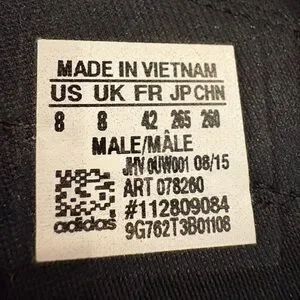 MADE IN VIETNAM
US UK FR JP CHN
8 8 42 265 260
MALE/MÂLE
JHV 0UW001 08/15
ART 078260
#112809084
9G762T3B01108
adidas